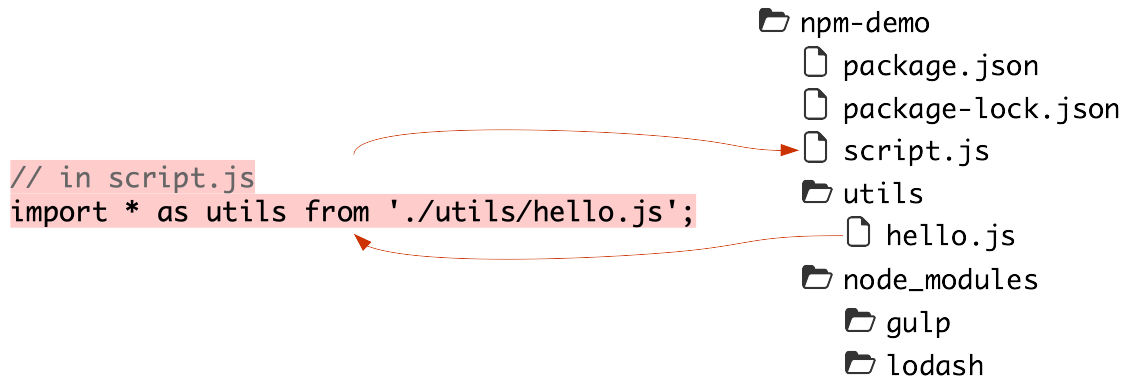 // in script.js
import * as utils from './utils/hello.js';
npm-demo
package.json
package-lock.json
script.js
utils
hello.js
node_modules
gulp
lodash